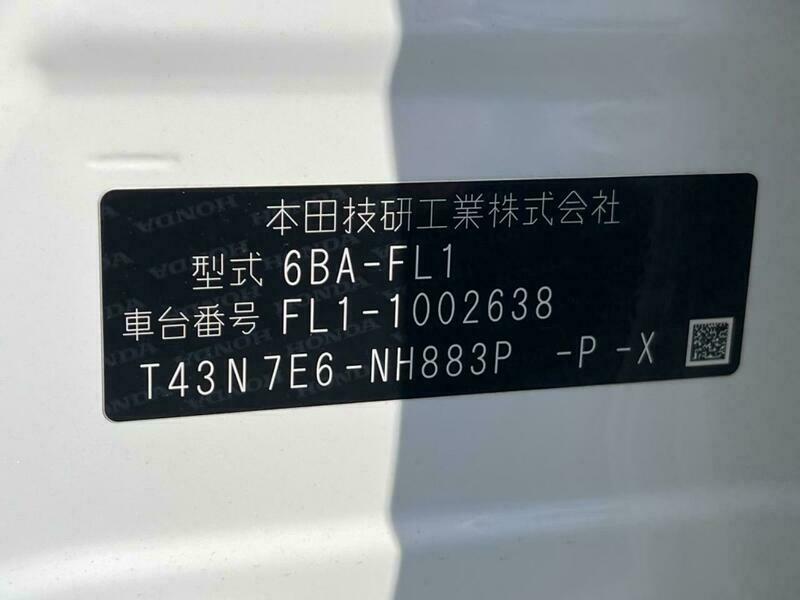 本田技研工業株式会社
型式 6BA-FL1
車台番号 FL1-1002638
T43N7E6-NH883P -P-X